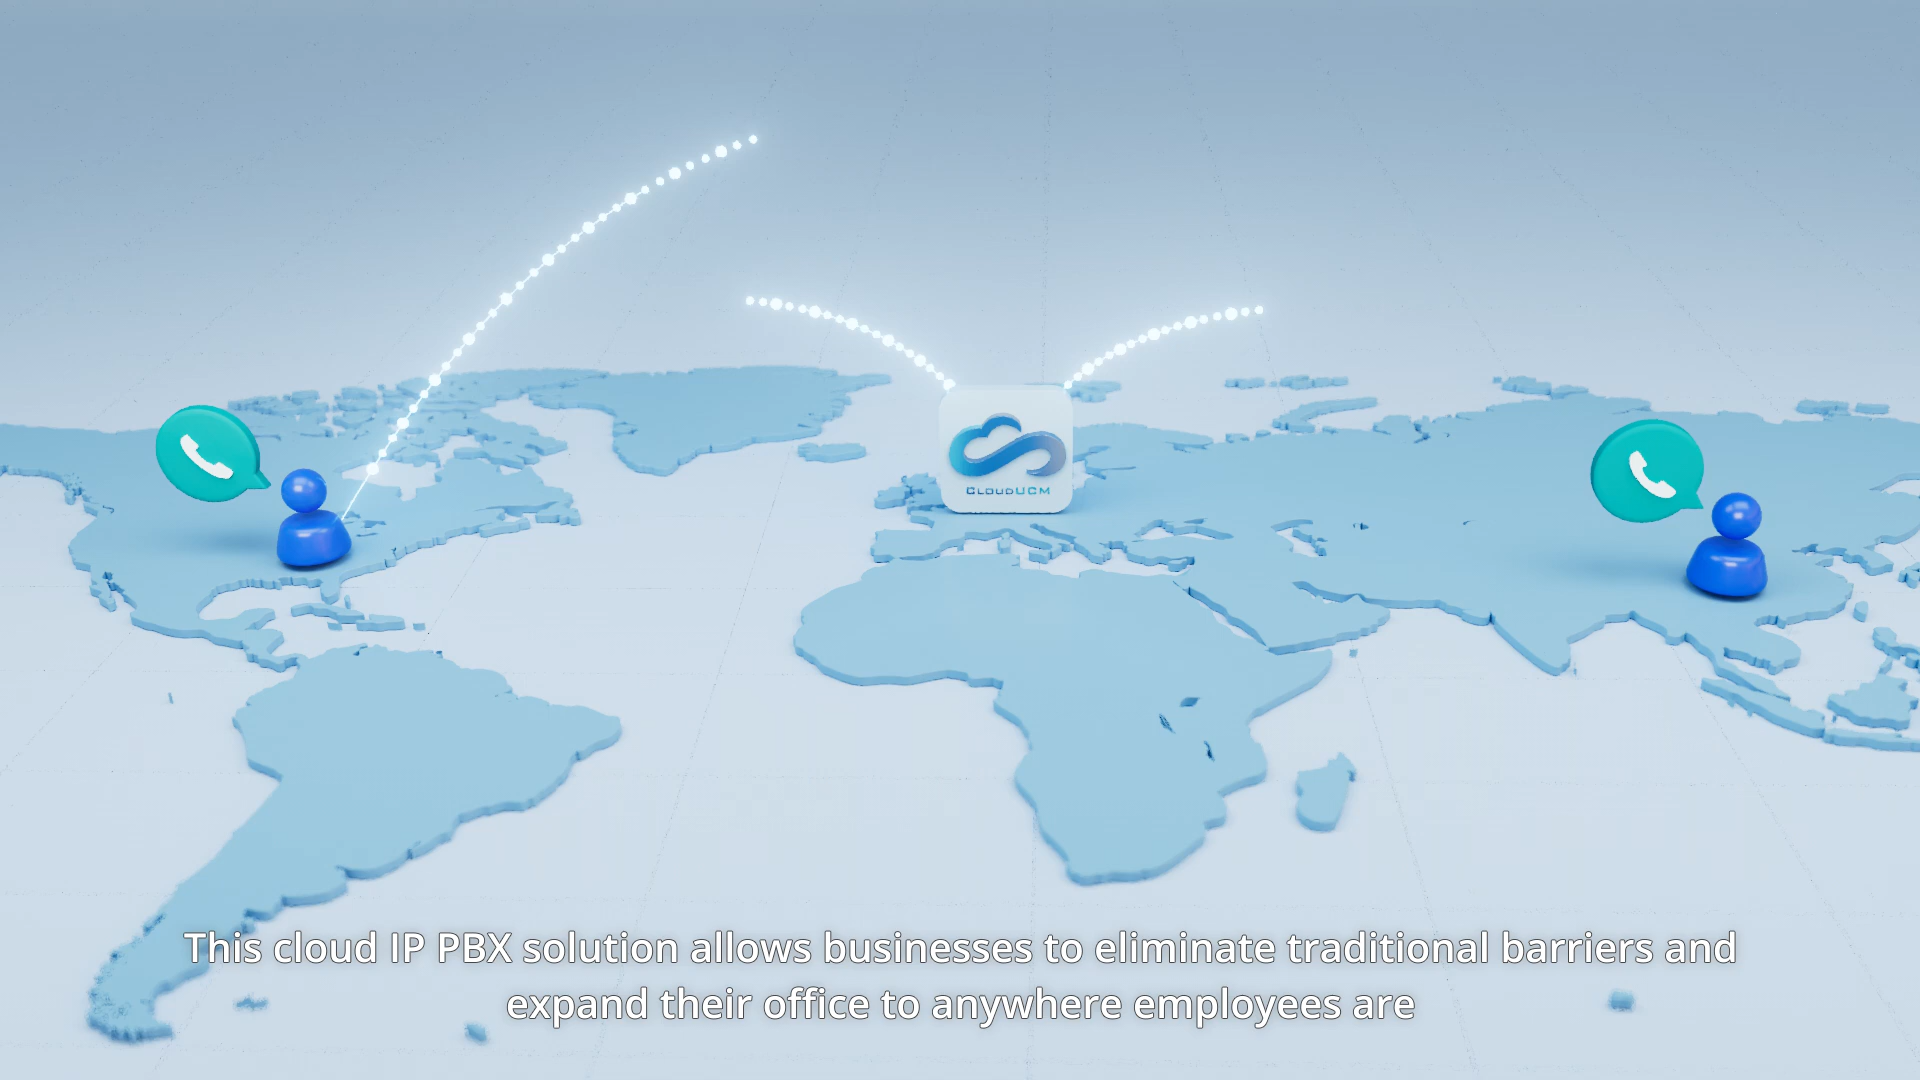 CLOUDUCM
This cloud IP PBX solution allows businesses to eliminate traditional barriers and
expand their office to anywhere employees are